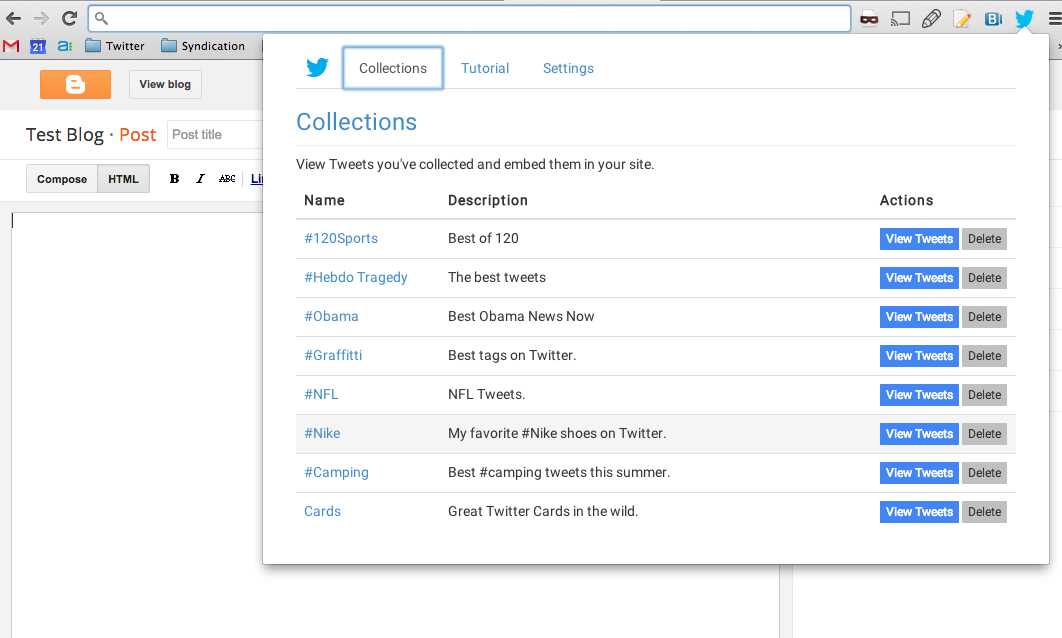 21
a:
Twitter
Syndication
View blog
Test Blog · Post
Post title
Compose HTML
B I ABC Li
Collections Tutorial Settings
Collections
View Tweets you've collected and embed them in your site.
Name Description Actions
#120Sports Best of 120 View Tweets Delete
#Hebdo Tragedy The best tweets View Tweets Delete
#Obama Best Obama News Now View Tweets Delete
#Graffitti Best tags on Twitter. View Tweets Delete
#NFL NFL Tweets. View Tweets Delete
#Nike My favorite #Nike shoes on Twitter. View Tweets Delete
#Camping Best #camping tweets this summer. View Tweets Delete
Cards Great Twitter Cards in the wild. View Tweets Delete